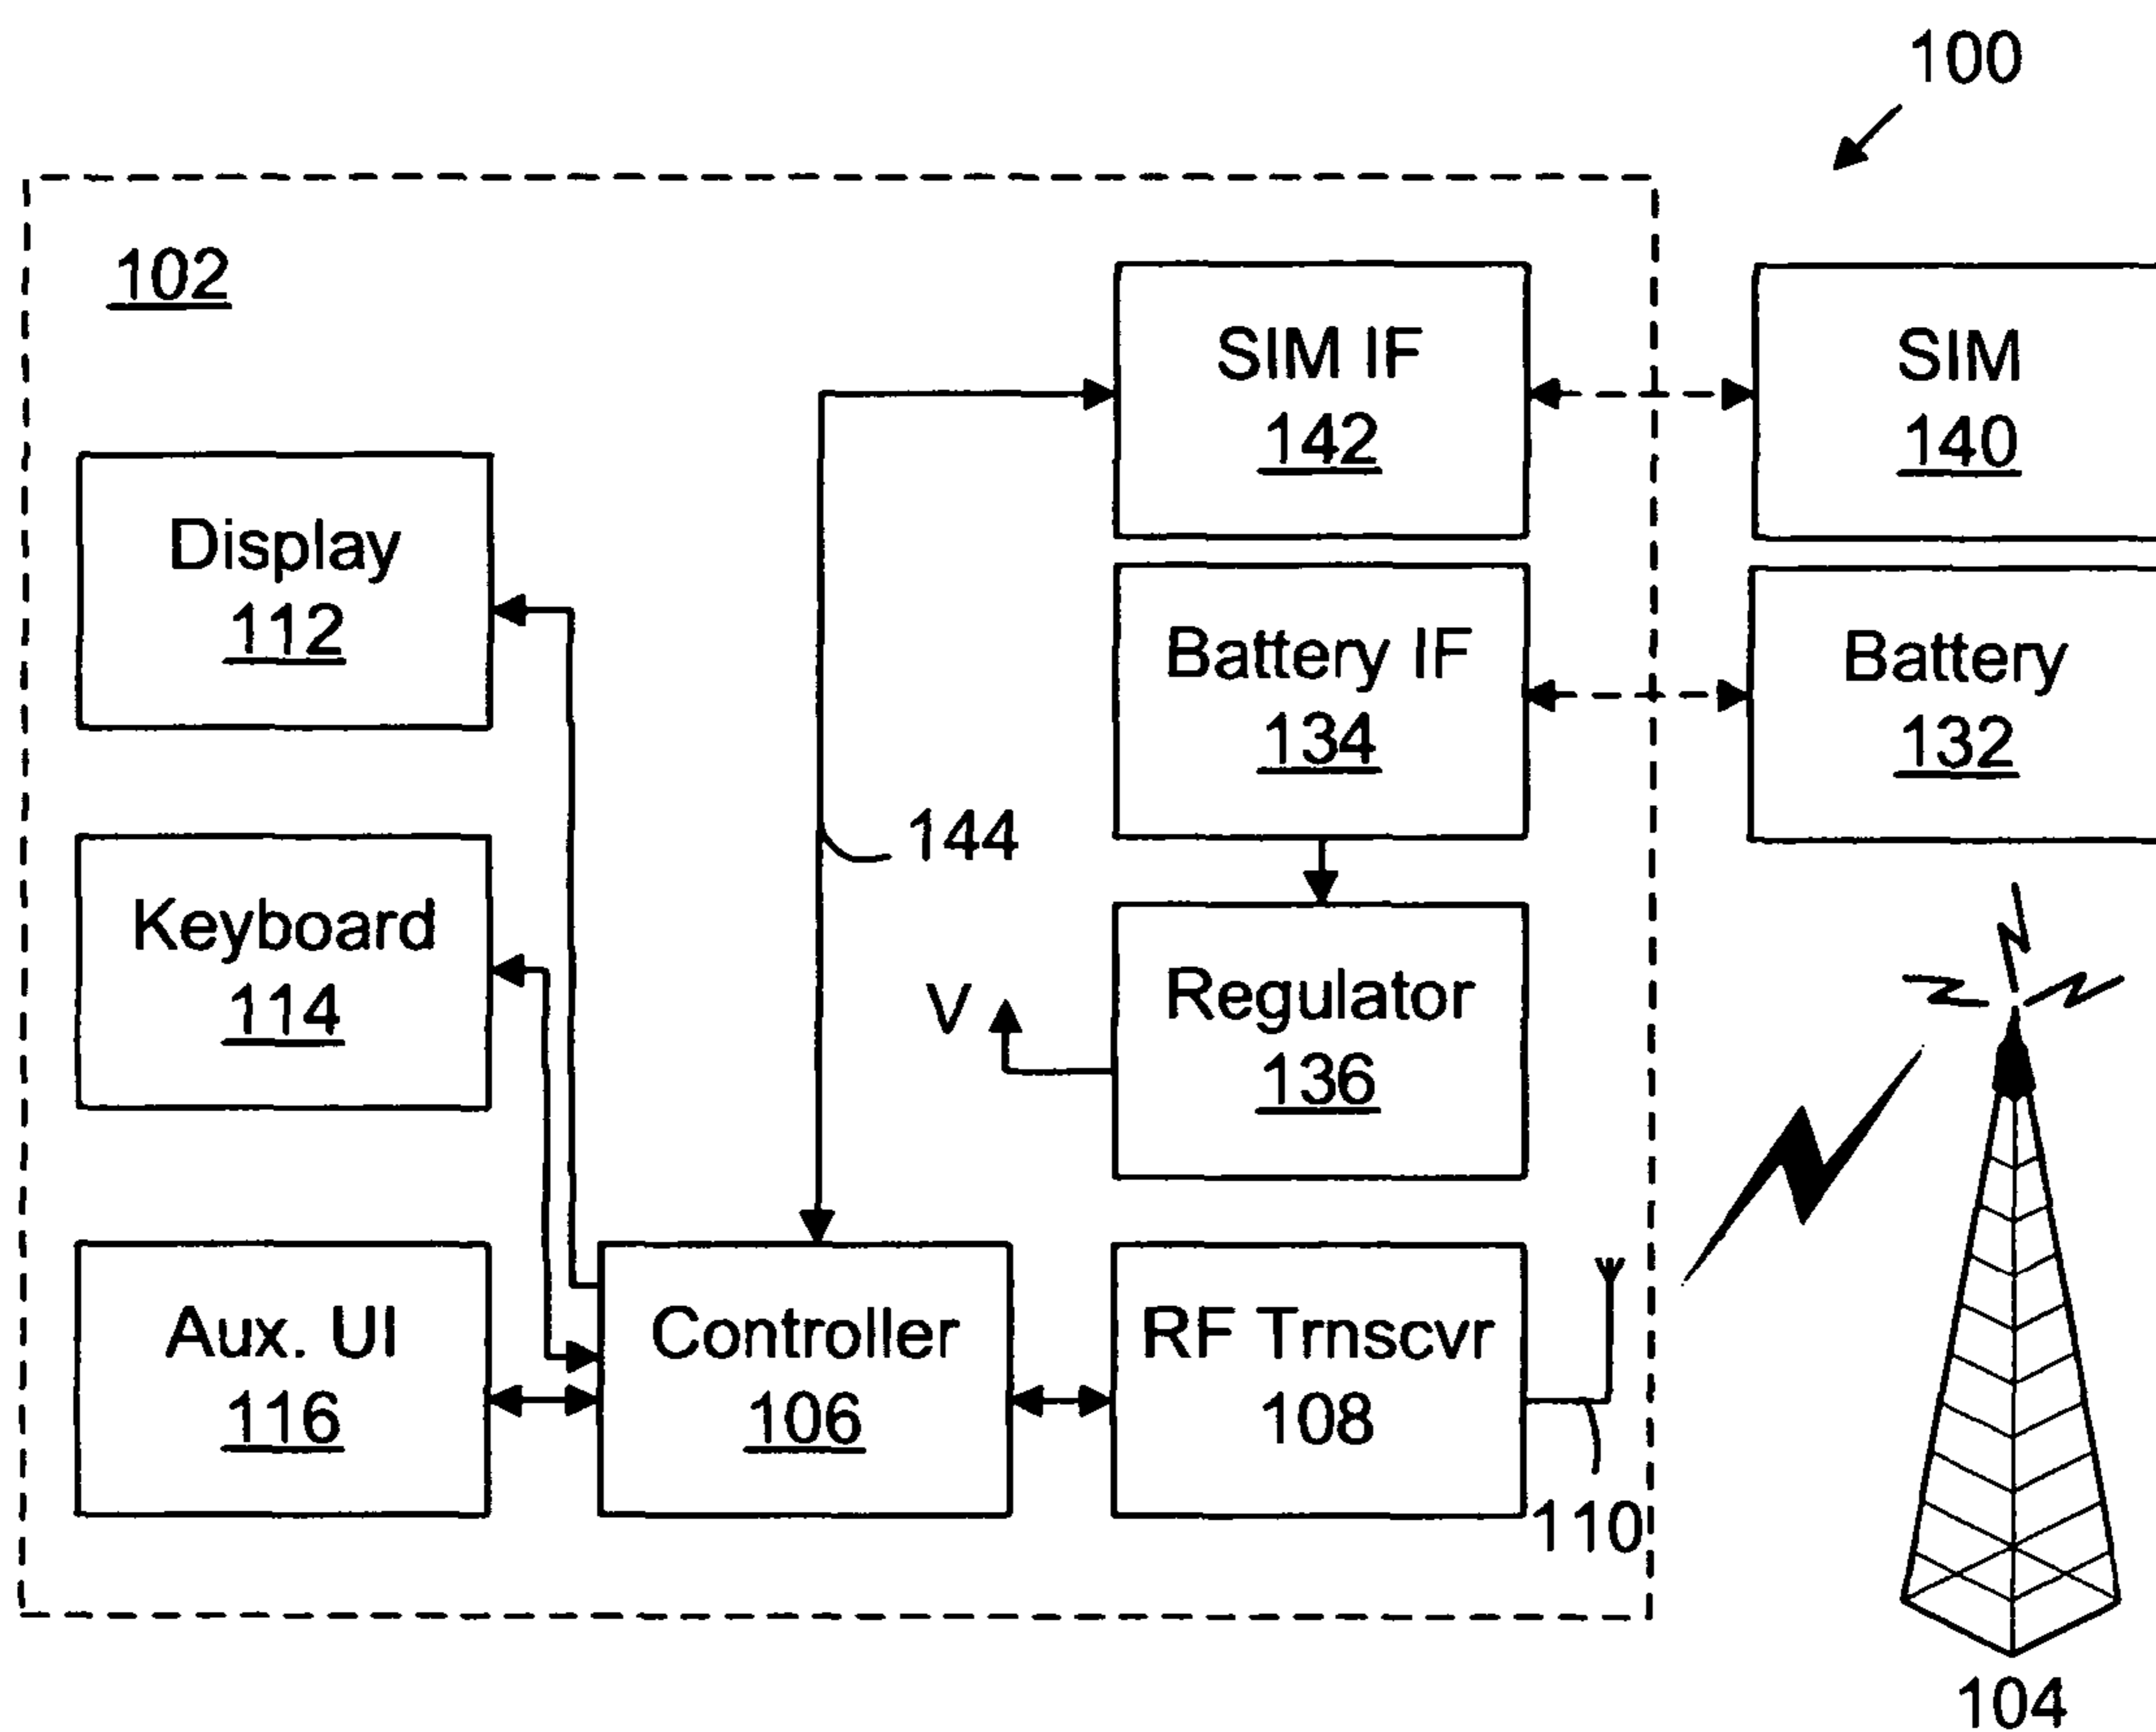 100
102
SIM IF
142
SIM
140
Display
112
Battery IF
134
Battery
132
144
Keyboard
114
V
Regulator
136
Aux. UI
116
Controller
106
RF Trnscvr
108
110
104